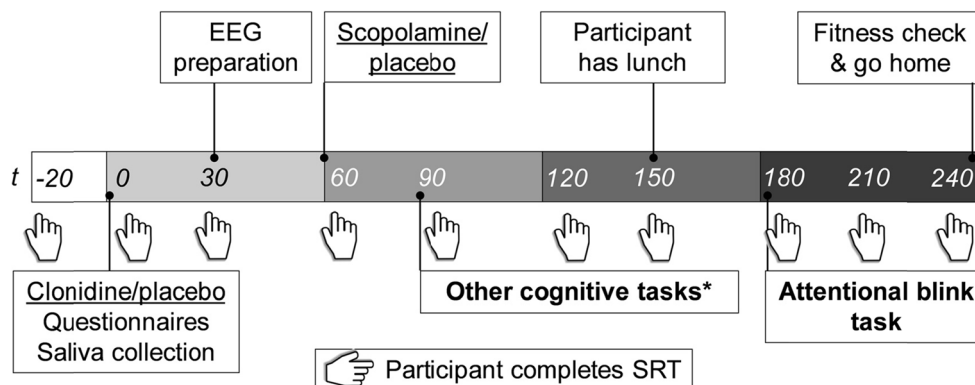 EEG
preparation
Scopolamine/
placebo
Participant
has lunch
Fitness check
& go home
t -20 0 30 60 90 120 150 180 210 240
Clonidine/placebo
Questionnaires
Saliva collection
Other cognitive tasks*
Attentional blink
task
Participant completes SRT